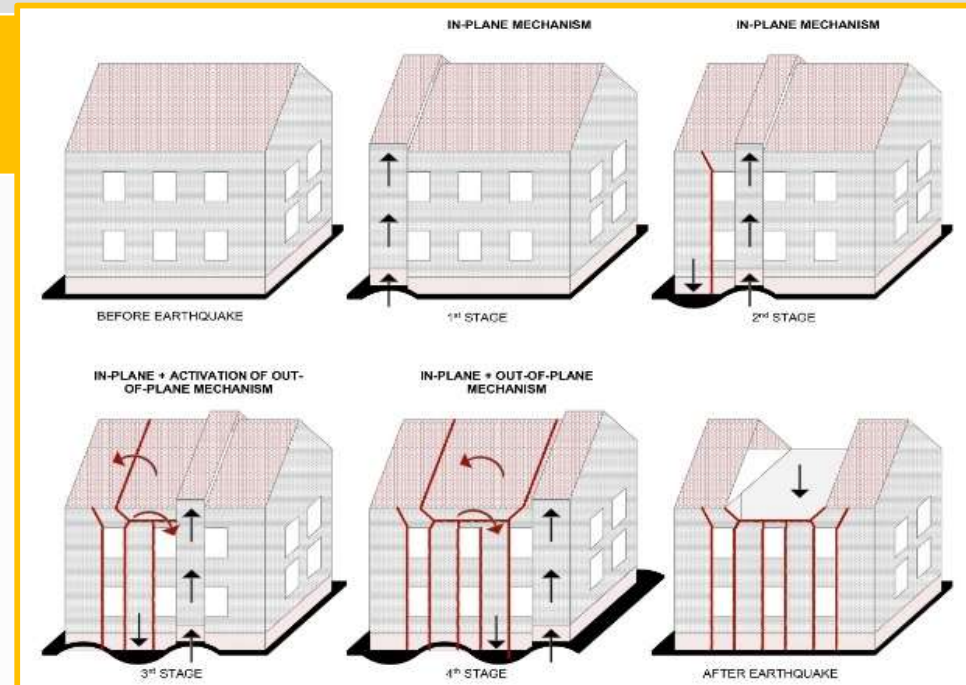 IN-PLANE MECHANISM
IN-PLANE MECHANISM
BEFORE EARTHQUAKE
1st STAGE
2nd STAGE
IN-PLANE + ACTIVATION OF OUT-
OF-PLANE MECHANISM
IN-PLANE + OUT-OF-PLANE
MECHANISM
3rd STAGE
4th STAGE
AFTER EARTHQUAKE